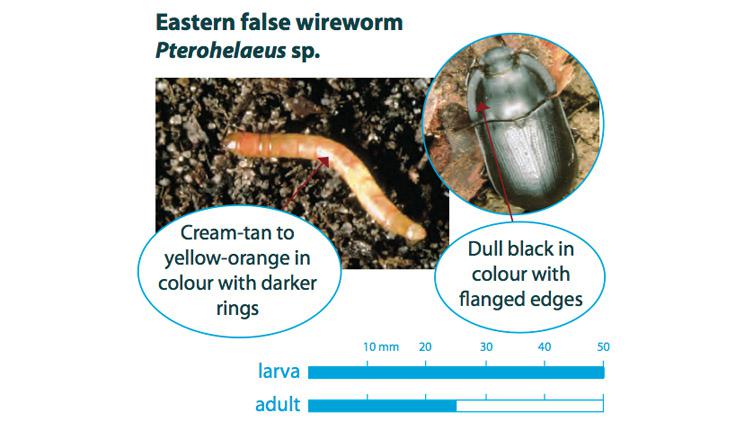 Eastern false wireworm
Pterohelaeus sp.
Cream-tan to
yellow-orange in
colour with darker
rings
Dull black in
colour with
flanged edges
10 mm 20 30 40 50
larva
adult